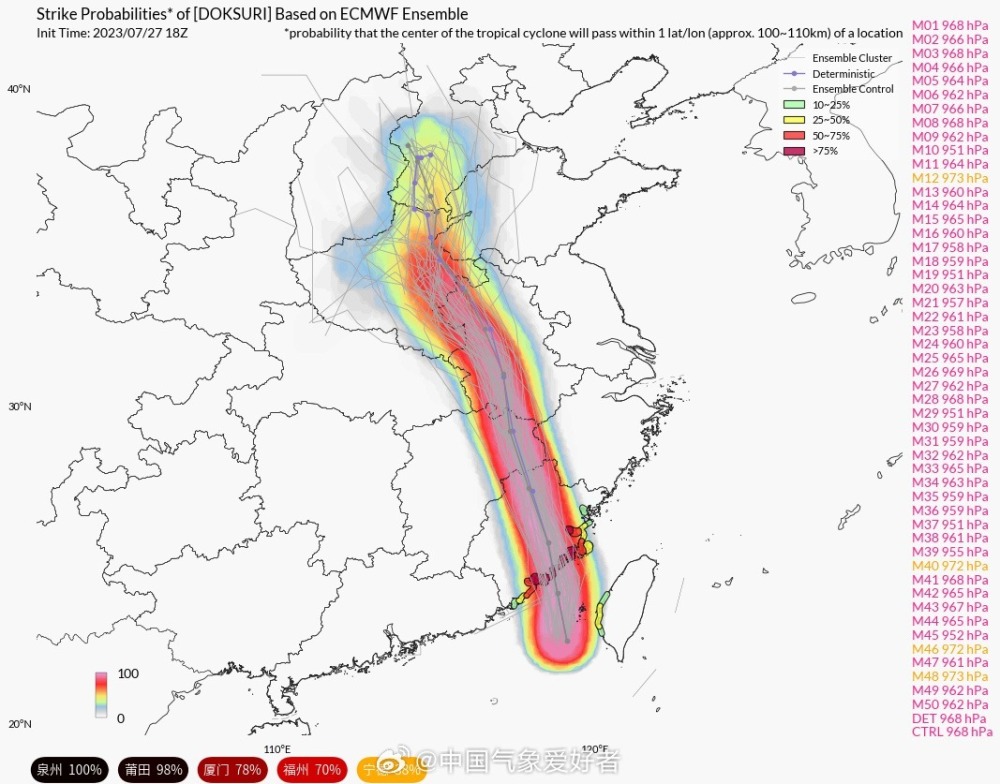 Strike Probabilities* of [DOKSURI] Based on ECMWF Ensemble
Init Time: 2023/07/27 18Z
*probability that the center of the tropical cyclone will pass within 1 lat/lon (approx. 100~110km) of a location
Ensemble Cluster
Deterministic
Ensemble Control
10~25%
25~50%
50~75%
>75%
40°N
30°N
20°N
110°E
120°E
100
0
M01 968 hPa
M02 966 hPa
M03 968 hPa
M04 966 hPa
M05 964 hPa
M06 962 hPa
M07 966 hPa
M08 968 hPa
M09 962 hPa
M10 951 hPa
M11 964 hPa
M12 973 hPa
M13 960 hPa
M14 964 hPa
M15 965 hPa
M16 960 hPa
M17 958 hPa
M18 959 hPa
M19 951 hPa
M20 963 hPa
M21 957 hPa
M22 961 hPa
M23 958 hPa
M24 960 hPa
M25 965 hPa
M26 969 hPa
M27 962 hPa
M28 968 hPa
M29 951 hPa
M30 959 hPa
M31 959 hPa
M32 962 hPa
M33 965 hPa
M34 963 hPa
M35 959 hPa
M36 959 hPa
M37 951 hPa
M38 961 hPa
M39 955 hPa
M40 972 hPa
M41 968 hPa
M42 965 hPa
M43 967 hPa
M44 965 hPa
M45 952 hPa
M46 972 hPa
M47 961 hPa
M48 973 hPa
M49 962 hPa
M50 962 hPa
DET 968 hPa
CTRL 968 hPa
泉州 100%
莆田 98%
厦门 78%
福州 70%
宁
@中国气象爱好者